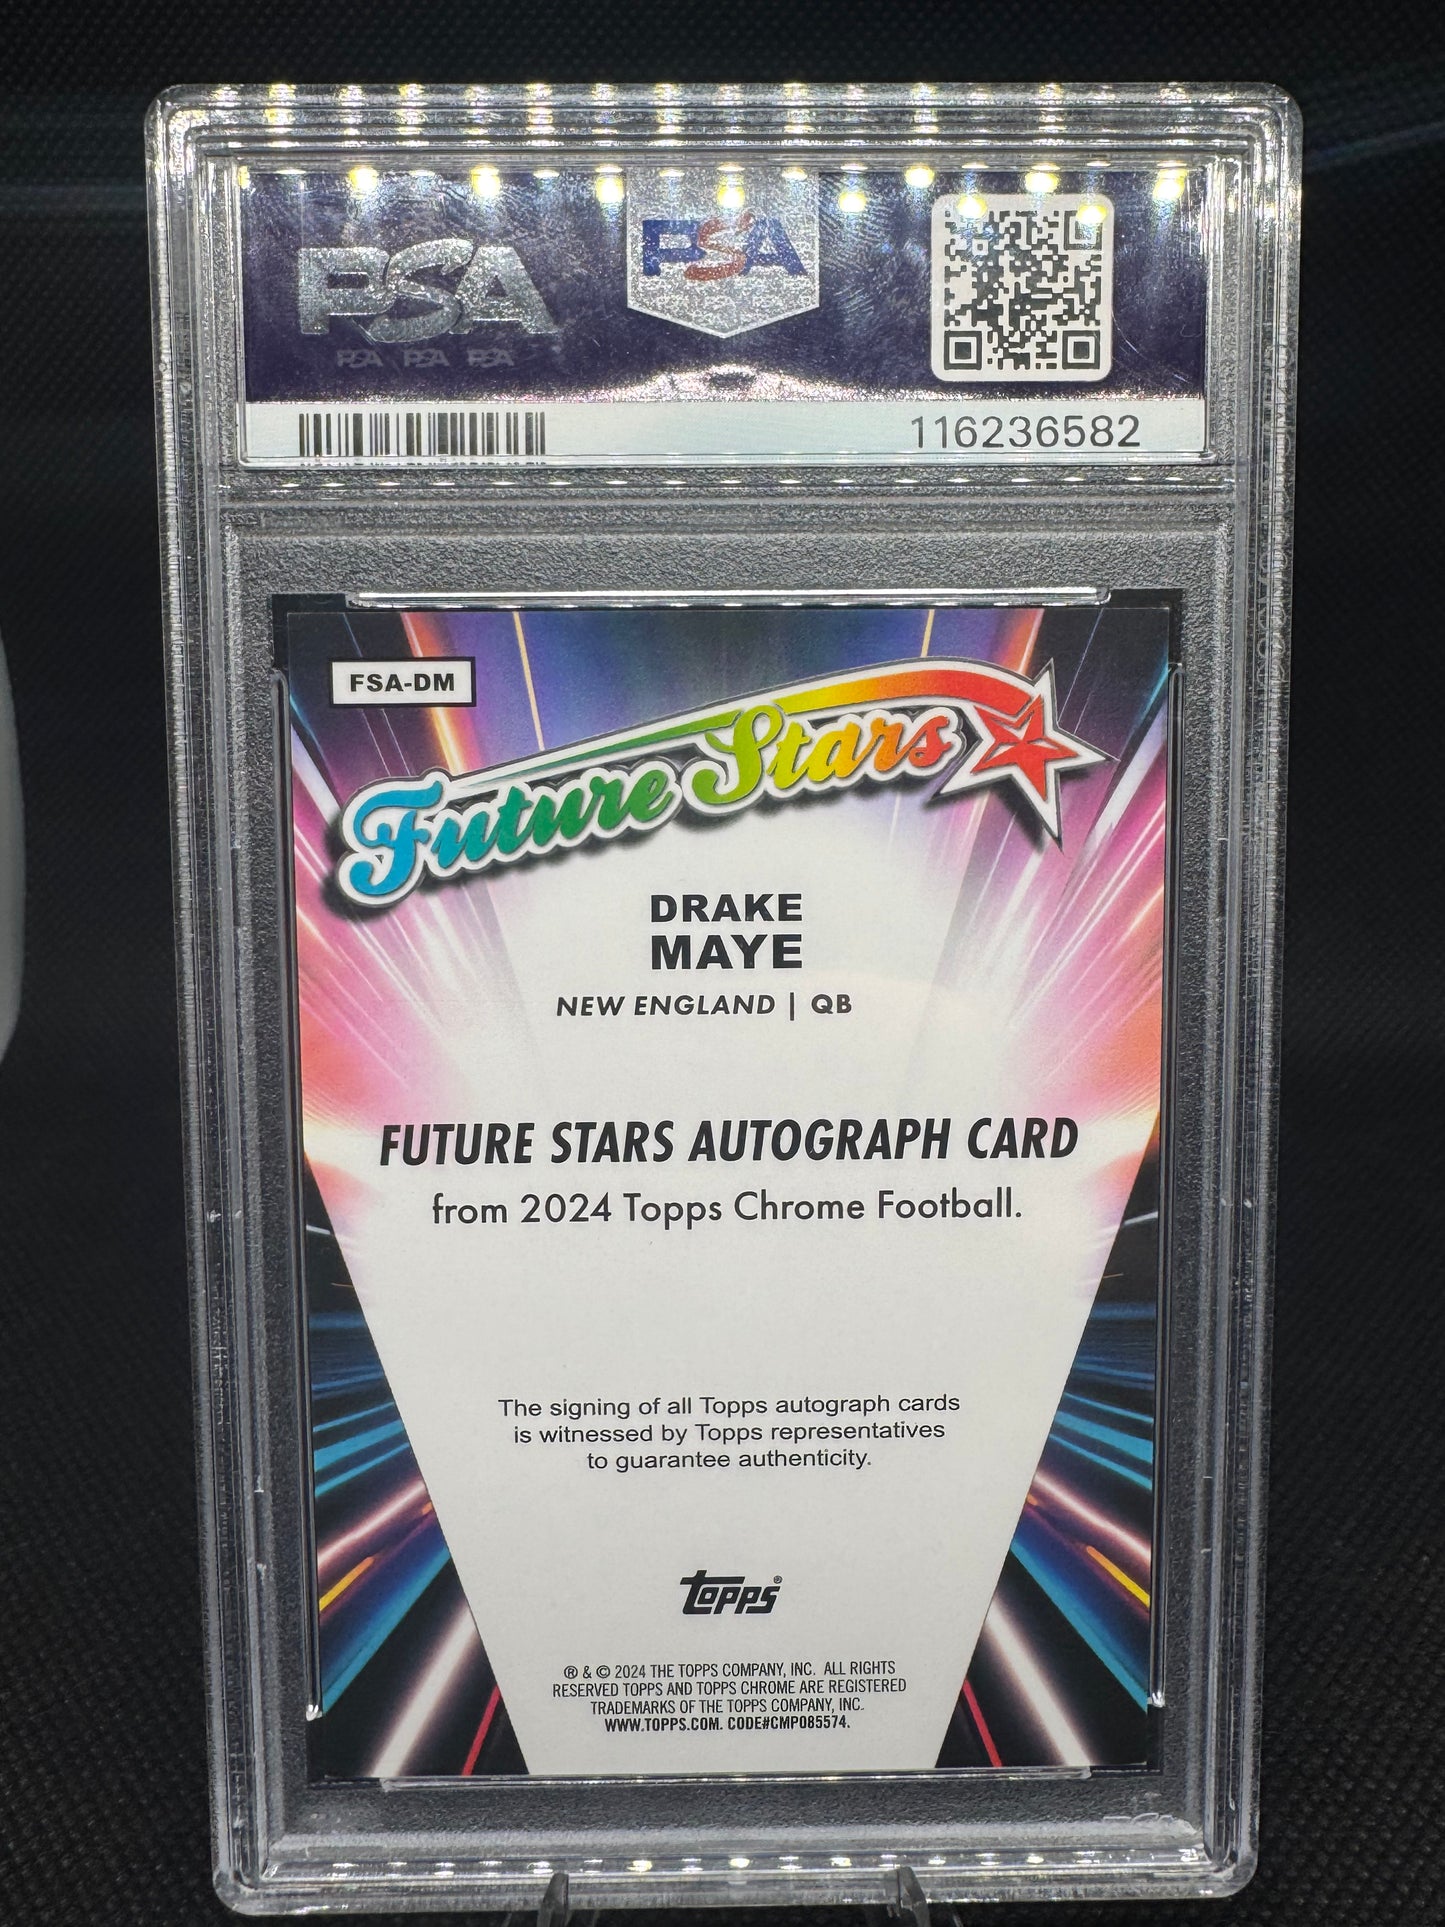 PSA
PSA
PSA PSA PSA
116236582
FSA-DM
Future Stars
DRAKE
MAYE
NEW ENGLAND | QB
FUTURE STARS AUTOGRAPH CARD
from 2024 Topps Chrome Football.
The signing of all Topps autograph cards
is witnessed by Topps representatives
to guarantee authenticity.
Topps®
® & © 2024 THE TOPPS COMPANY, INC. ALL RIGHTS
RESERVED TOPPS AND TOPPS CHROME ARE REGISTERED
TRADEMARKS OF THE TOPPS COMPANY, INC.
WWW.TOPPS.COM. CODE#CMP085574.